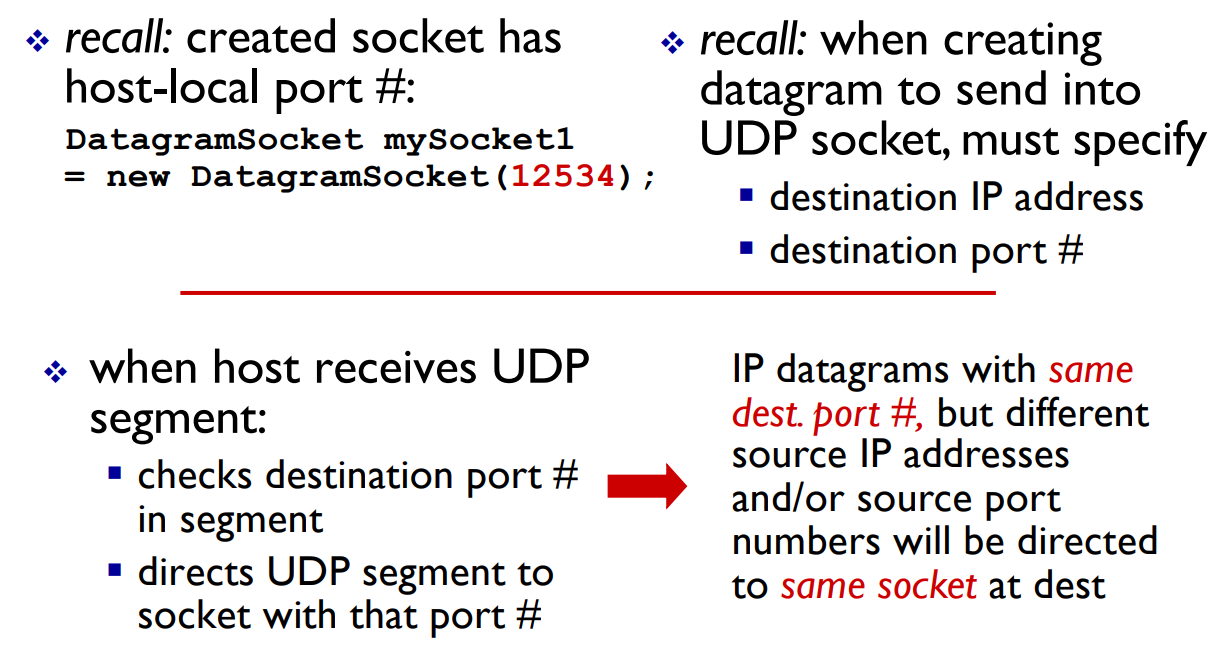 ❖ recall: created socket has
host-local port #:
DatagramSocket mySocket1
= new DatagramSocket(12534);
❖ recall: when creating
datagram to send into
UDP socket, must specify
▪ destination IP address
▪ destination port #
❖ when host receives UDP
segment:
▪ checks destination port #
in segment
▪ directs UDP segment to
socket with that port #
IP datagrams with same
dest. port #, but different
source IP addresses
and/or source port
numbers will be directed
to same socket at dest